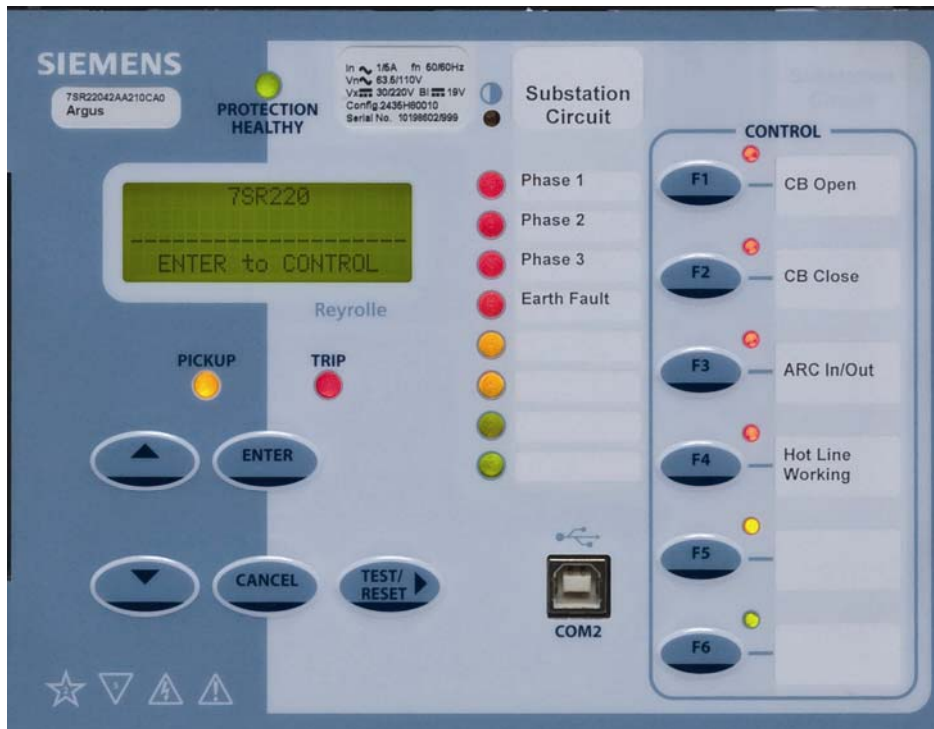 SIEMENS
7SR22042AA210CA0
Argus
PROTECTION
HEALTHY
In 1/5A fn 50/60Hz
Vn 63.5/110V
Vx 30/220V BI 19V
Config.2435H80010
Serial No. 10198602/999
Substation
Circuit
7SR220
ENTER to CONTROL
Reyrolle
PICKUP
TRIP
ENTER
CANCEL
TEST/
RESET
Phase 1
Phase 2
Phase 3
Earth Fault
COM2
CONTROL
F1
CB Open
F2
CB Close
F3
ARC In/Out
F4
Hot Line
Working
F5
F6